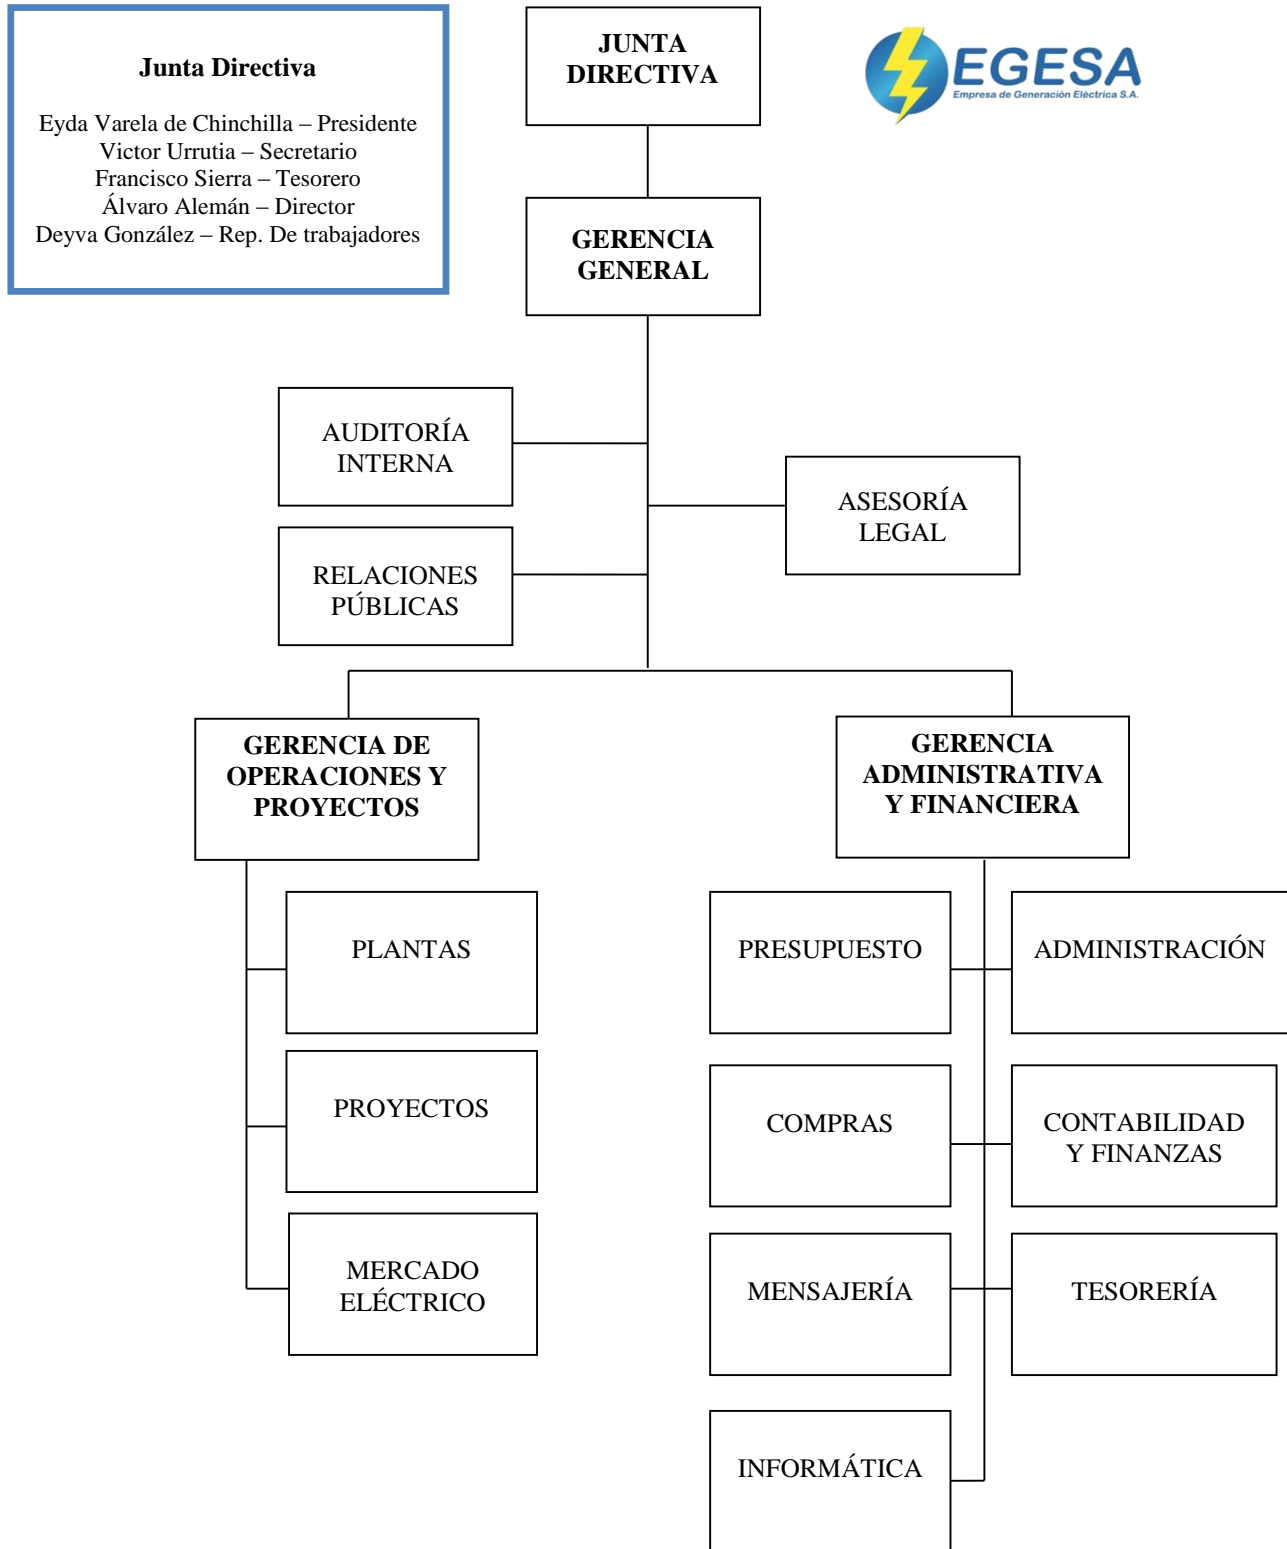 Junta Directiva
Eyda Varela de Chinchilla – Presidente
Victor Urrutia – Secretario
Francisco Sierra – Tesorero
Álvaro Alemán – Director
Deyva González – Rep. De trabajadores
JUNTA
DIRECTIVA
EGESA
Empresa de Generación Eléctrica S.A.
GERENCIA
GENERAL
AUDITORÍA
INTERNA
ASESORÍA
LEGAL
RELACIONES
PÚBLICAS
GERENCIA DE
OPERACIONES Y
PROYECTOS
GERENCIA
ADMINISTRATIVA
Y FINANCIERA
PLANTAS
PROYECTOS
MERCADO
ELÉCTRICO
PRESUPUESTO
ADMINISTRACIÓN
COMPRAS
CONTABILIDAD
Y FINANZAS
MENSAJERÍA
TESORERÍA
INFORMÁTICA